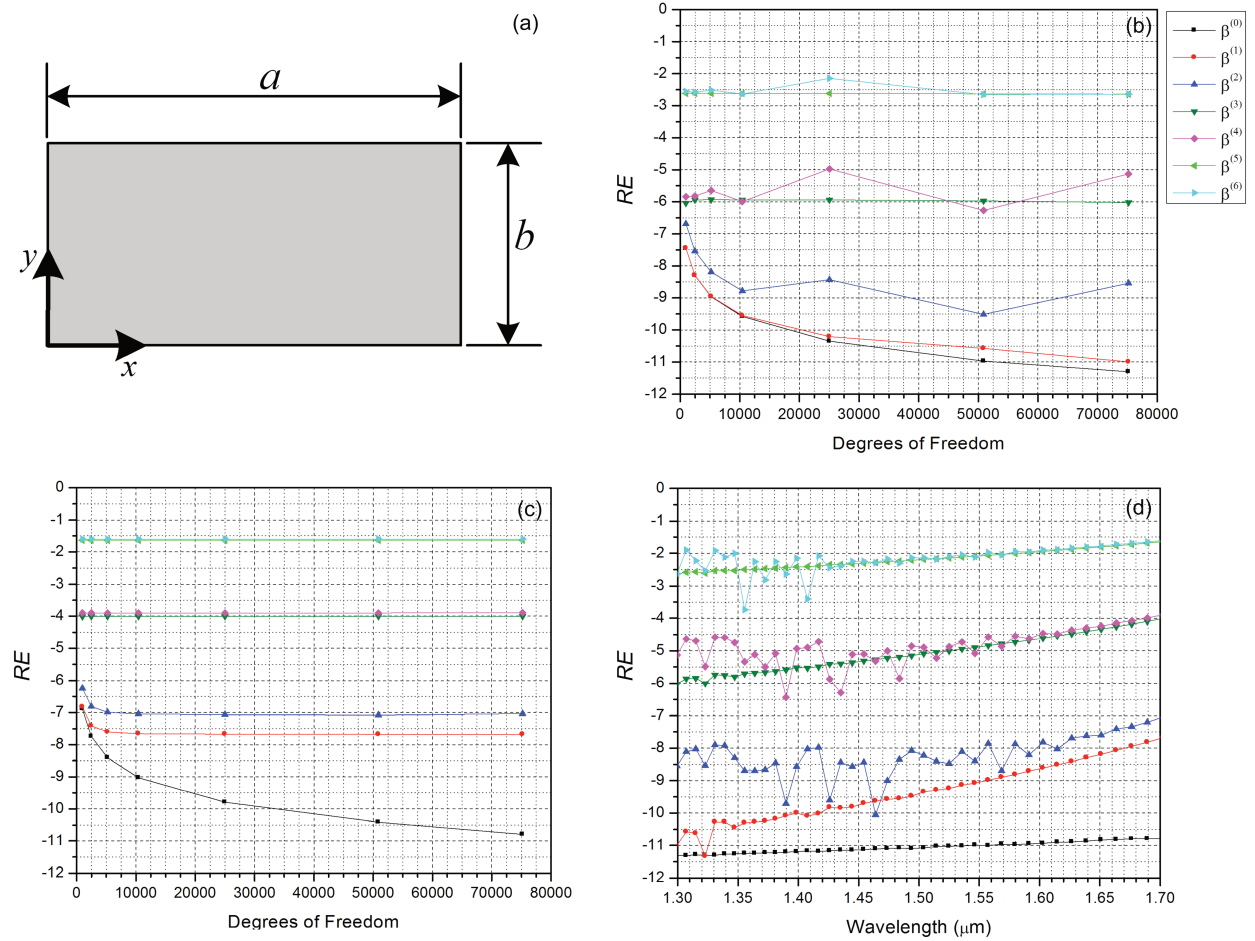 (a)
a
b
y
x
(b)
0
-1
-2
-3
-4
-5
-6
-7
-8
-9
-10
-11
-12
RE
0 10000 20000 30000 40000 50000 60000 70000 80000
Degrees of Freedom
β(0)
β(1)
β(2)
β(3)
β(4)
β(5)
β(6)
(c)
0
-1
-2
-3
-4
-5
-6
-7
-8
-9
-10
-11
-12
RE
0 10000 20000 30000 40000 50000 60000 70000 80000
Degrees of Freedom
(d)
0
-1
-2
-3
-4
-5
-6
-7
-8
-9
-10
-11
-12
RE
1.30 1.35 1.40 1.45 1.50 1.55 1.60 1.65 1.70
Wavelength (μm)